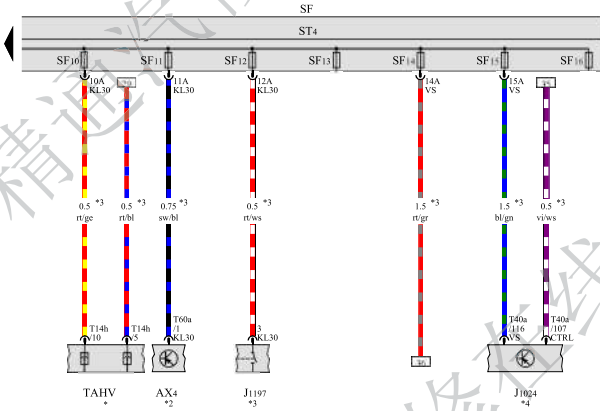 SF
ST4
SF10 SF11 SF12 SF13 SF14 SF15 SF16
10A 11A 12A 14A 15A
KL30 KL30 KL30 VS VS
0.5 *3 0.5 *3 0.75 *3 0.5 *3 1.5 *3 1.5 *3 0.5 *3
rt/ge rt/bl sw/bl rt/ws rt/gr bl/gn vi/ws
T14h T14h T60a 3 T40a T40a
/10 /5 /1 KL30 /116 /107
KL30 VS CTRL
TAHV AX4 J1197 J1024
* *2 *3 *4